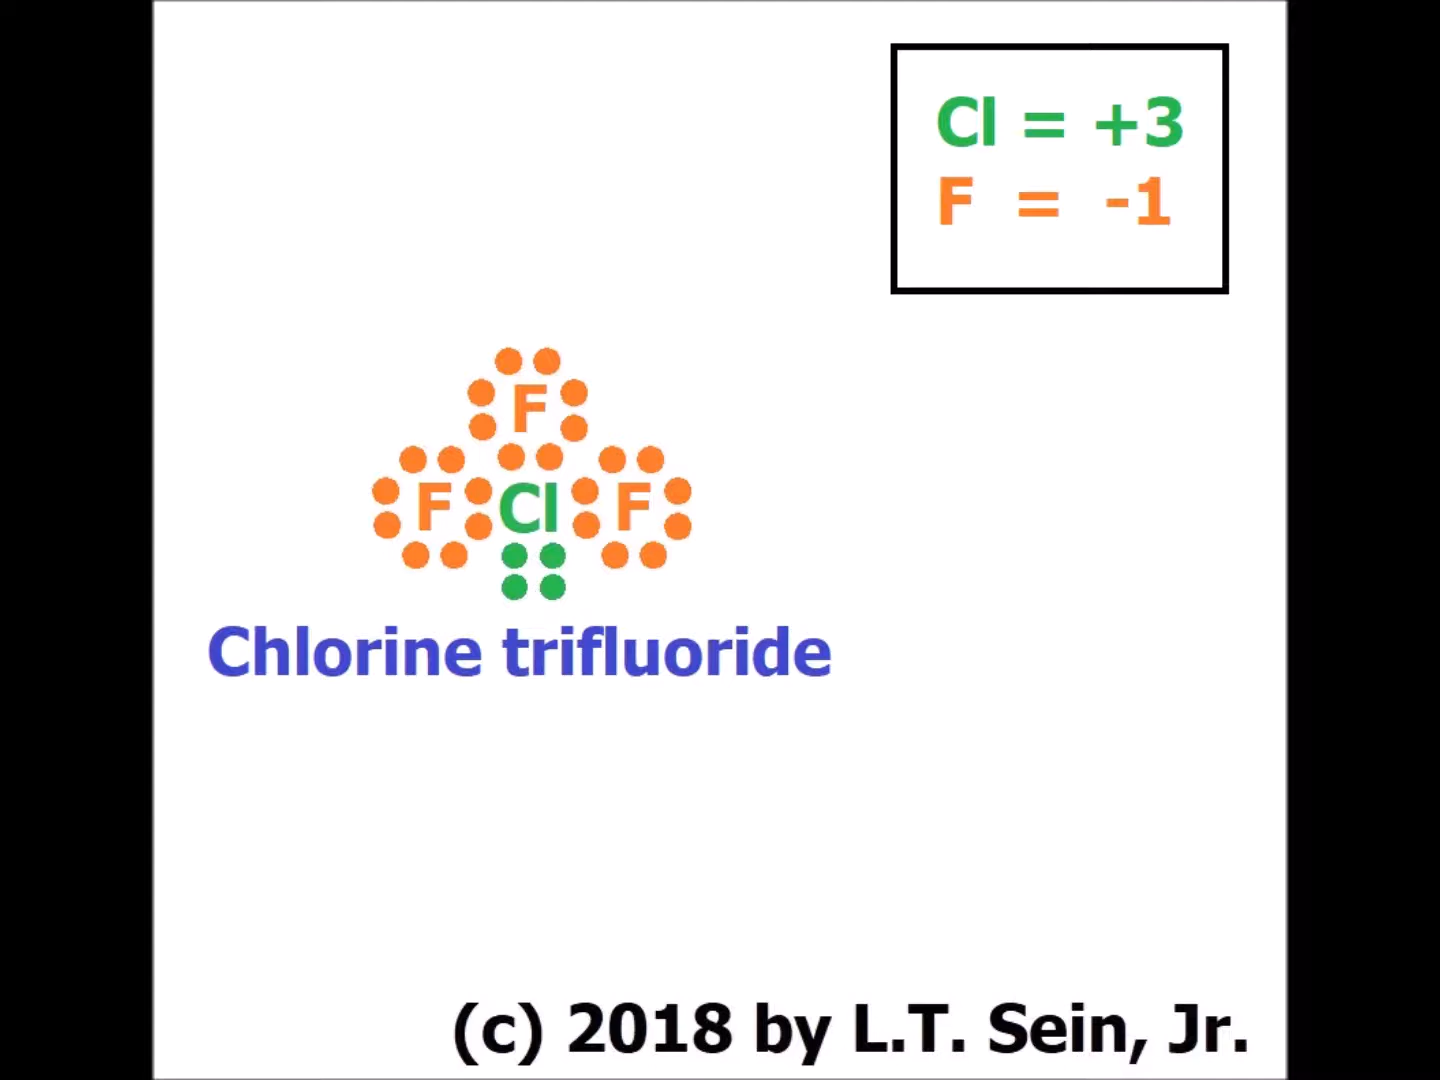 Cl = +3
F = -1
F
F Cl F
Chlorine trifluoride
(c) 2018 by L.T. Sein, Jr.